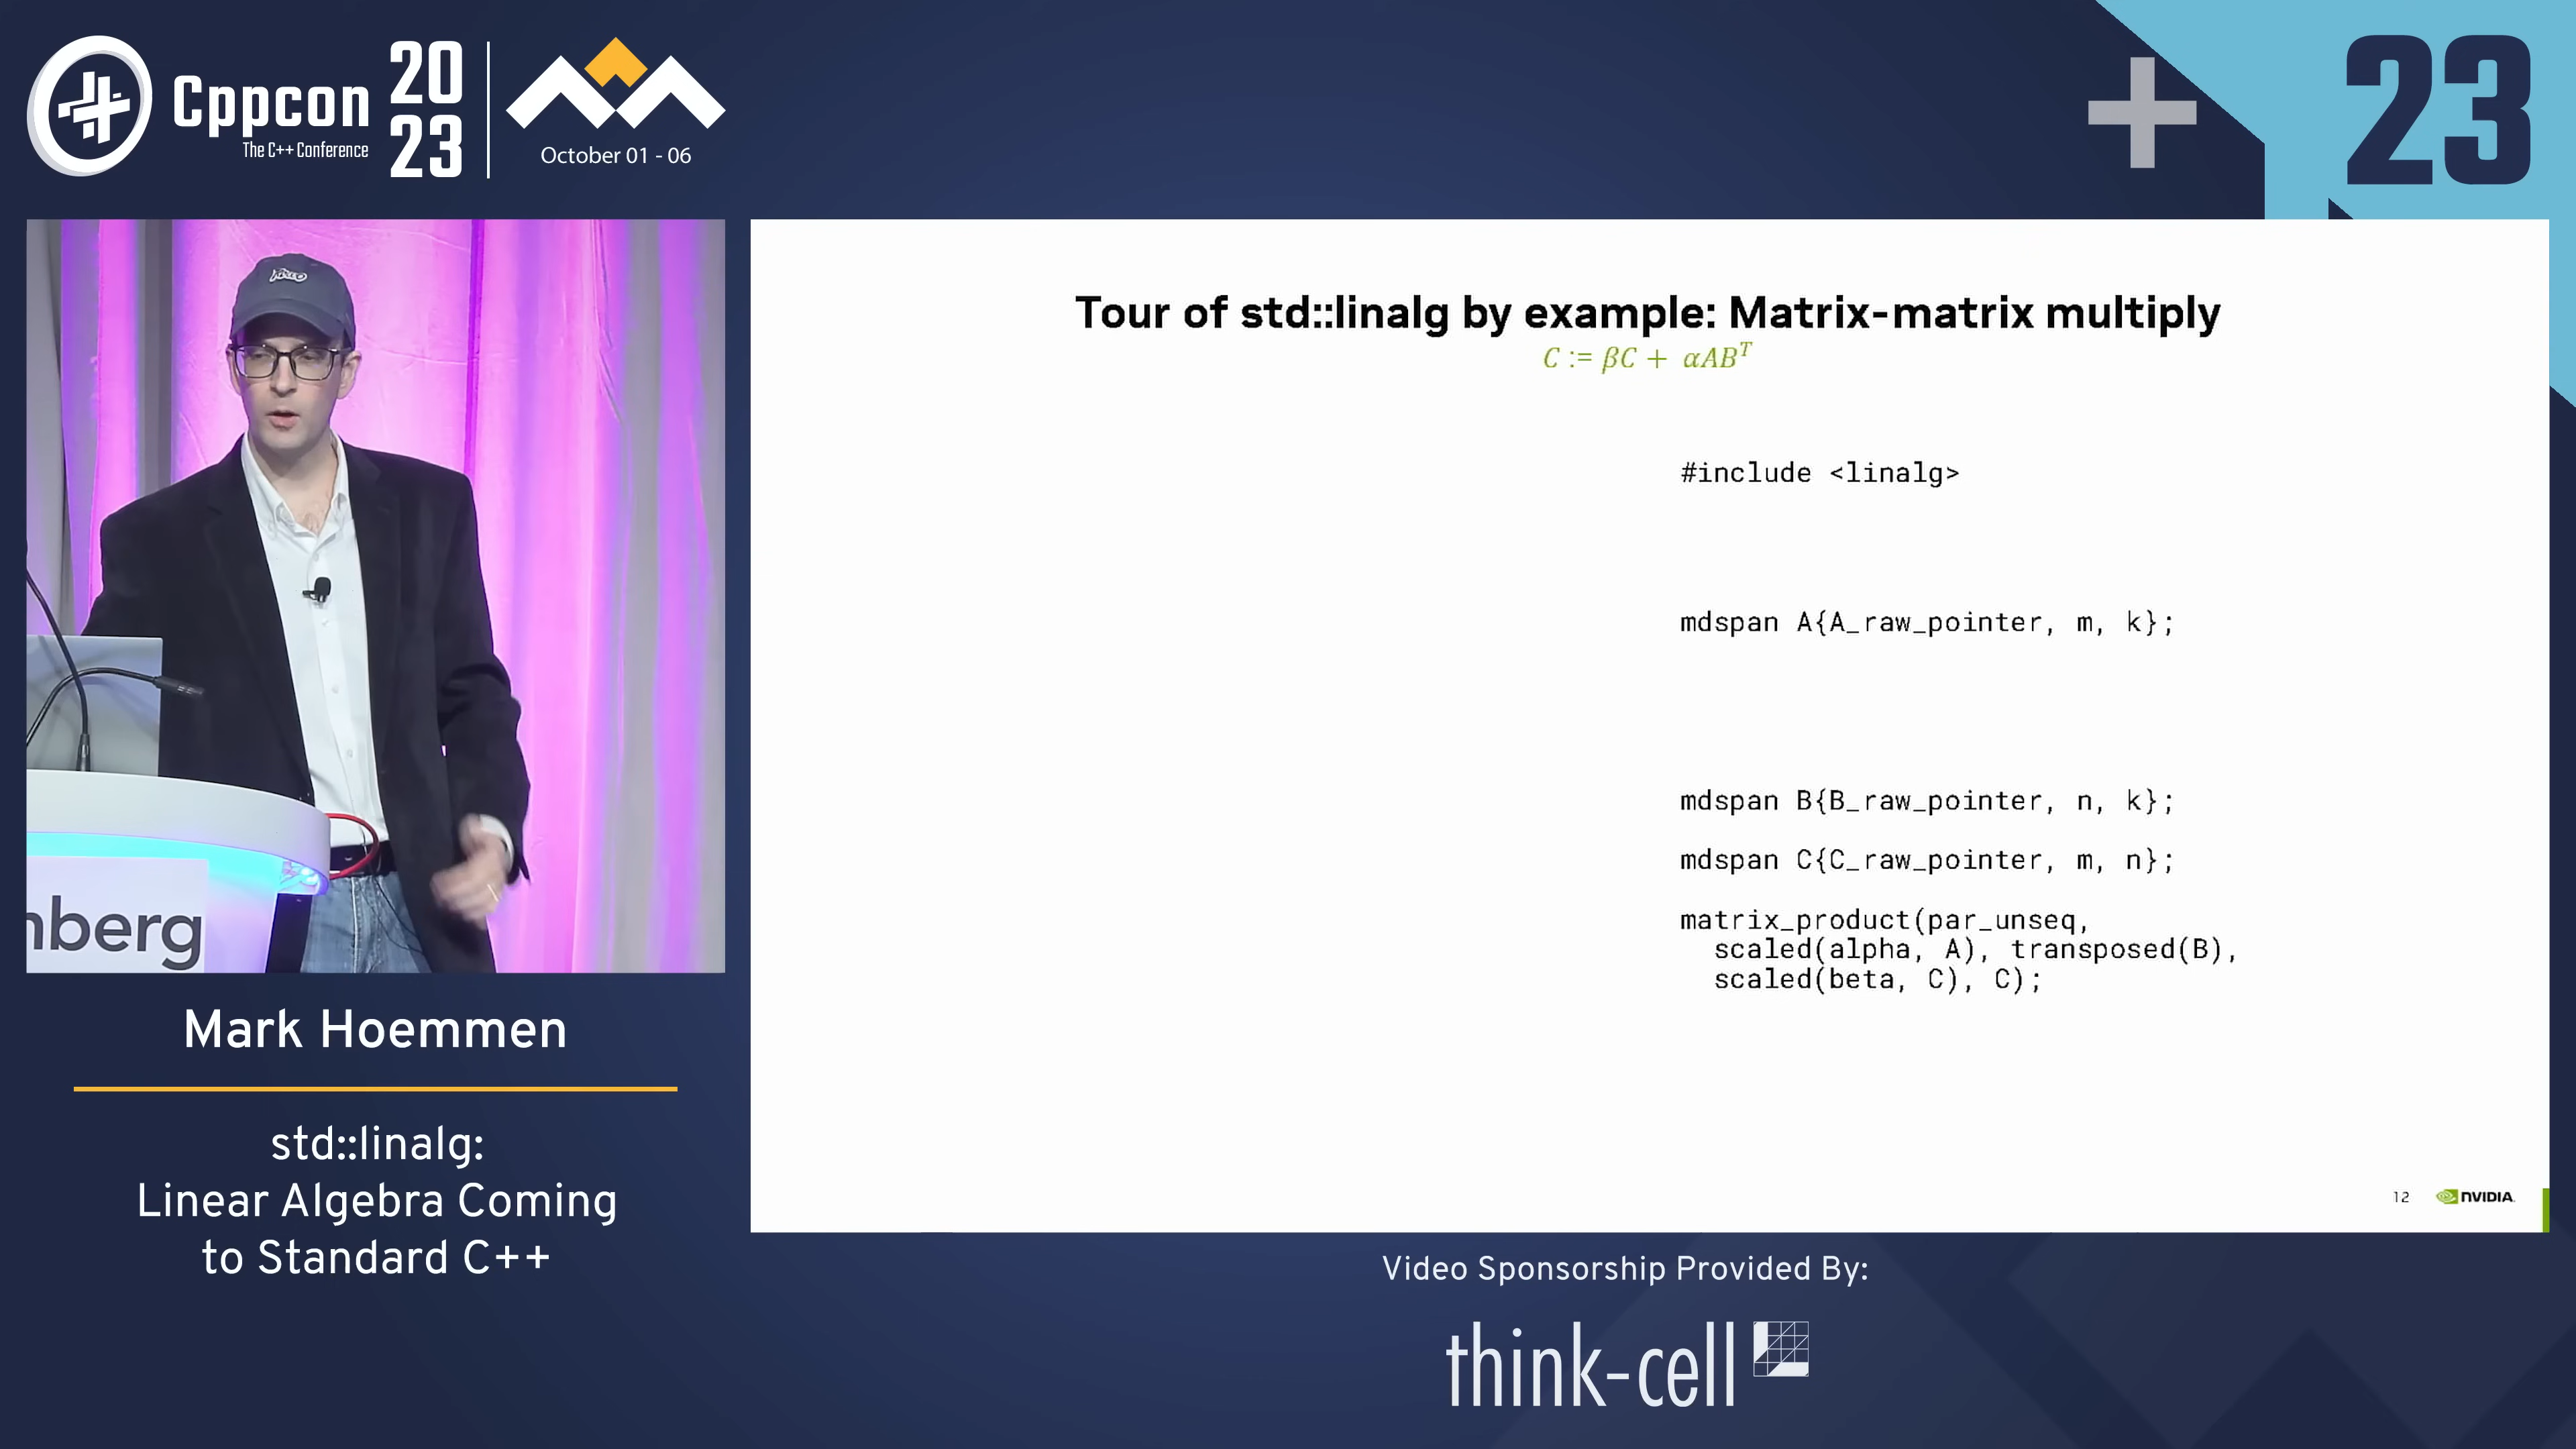 Cppcon
The C++ Conference
20
23
October 01 - 06
23
nberg
Mark Hoemmen
std::linalg:
Linear Algebra Coming
to Standard C++
Tour of std::linalg by example: Matrix-matrix multiply
C := βC + αABᵀ
#include <linalg>
mdspan A{A_raw_pointer, m, k};
mdspan B{B_raw_pointer, n, k};
mdspan C{C_raw_pointer, m, n};
matrix_product(par_unseq,
scaled(alpha, A), transposed(B),
scaled(beta, C), C);
12
NVIDIA
Video Sponsorship Provided By:
think-cell